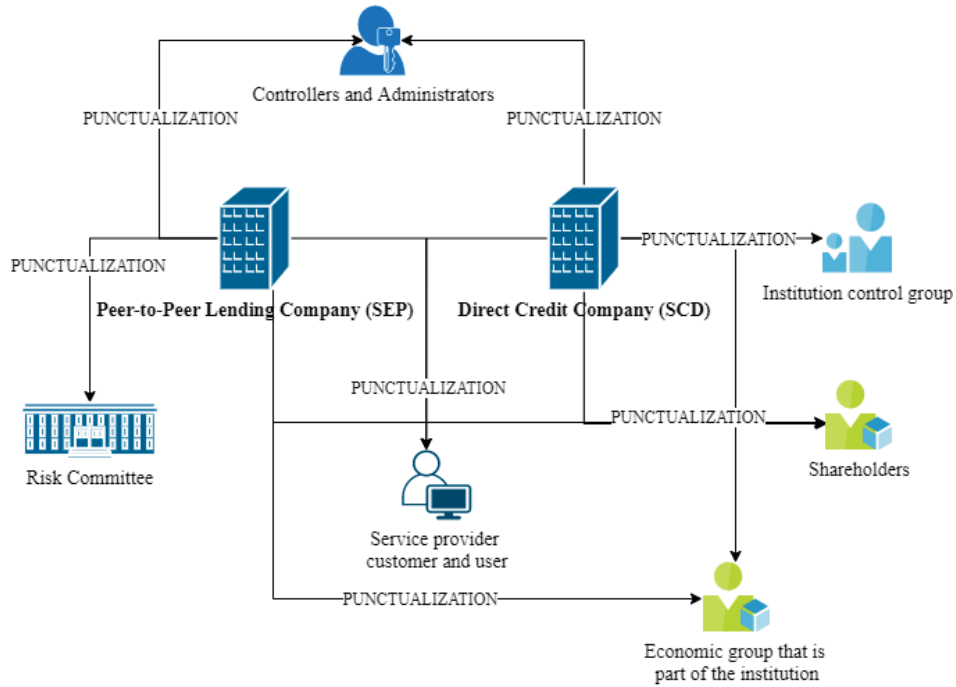 Controllers and Administrators
PUNCTUALIZATION
PUNCTUALIZATION
PUNCTUALIZATION
PUNCTUALIZATION
Institution control group
Peer-to-Peer Lending Company (SEP)
Direct Credit Company (SCD)
PUNCTUALIZATION
PUNCTUALIZATION
Risk Committee
Shareholders
Service provider
customer and user
PUNCTUALIZATION
Economic group that is
part of the institution